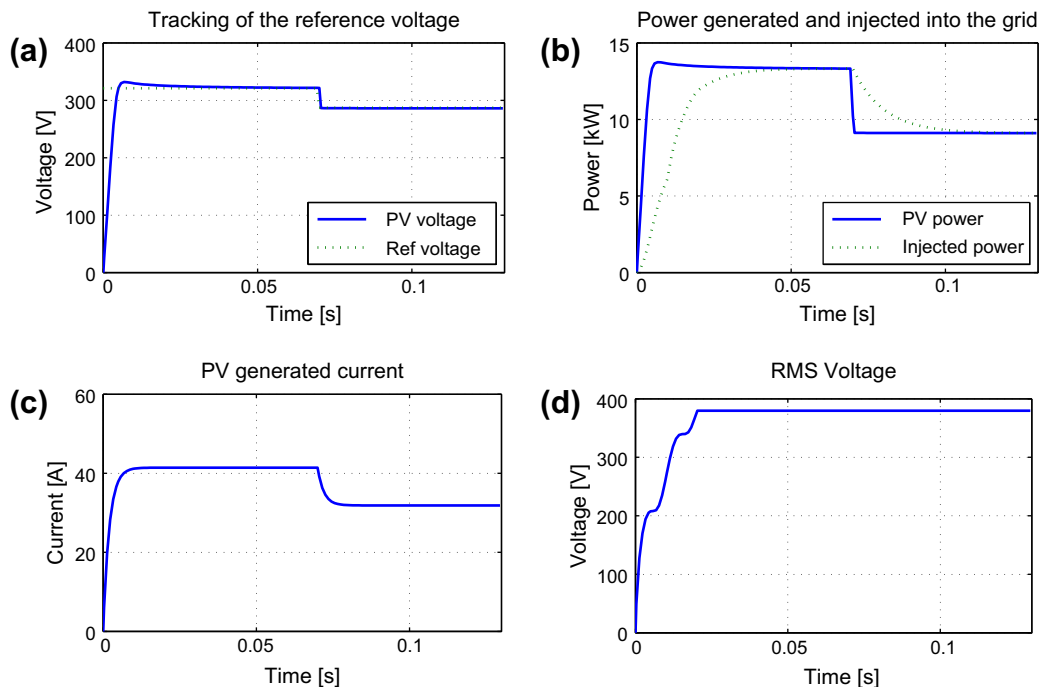 Tracking of the reference voltage
(a)
400
300
200
100
0
Voltage [V]
PV voltage
Ref voltage
0
0.05
0.1
Time [s]
Power generated and injected into the grid
(b)
15
10
5
0
Power [kW]
PV power
Injected power
0
0.05
0.1
Time [s]
PV generated current
(c)
60
40
20
0
Current [A]
0
0.05
0.1
Time [s]
RMS Voltage
(d)
400
300
200
100
0
Voltage [V]
0
0.05
0.1
Time [s]